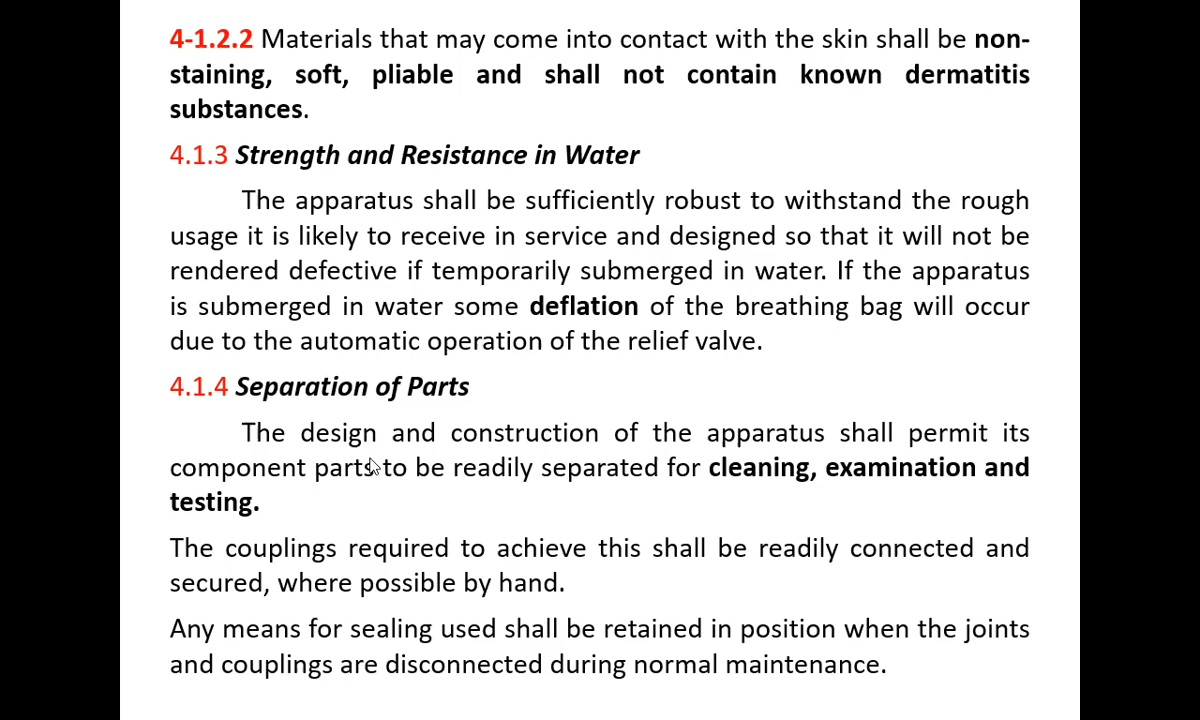 4-1.2.2 Materials that may come into contact with the skin shall be non-
staining, soft, pliable and shall not contain known dermatitis
substances.
4.1.3 Strength and Resistance in Water
The apparatus shall be sufficiently robust to withstand the rough
usage it is likely to receive in service and designed so that it will not be
rendered defective if temporarily submerged in water. If the apparatus
is submerged in water some deflation of the breathing bag will occur
due to the automatic operation of the relief valve.
4.1.4 Separation of Parts
The design and construction of the apparatus shall permit its
component parts to be readily separated for cleaning, examination and
testing.
The couplings required to achieve this shall be readily connected and
secured, where possible by hand.
Any means for sealing used shall be retained in position when the joints
and couplings are disconnected during normal maintenance.